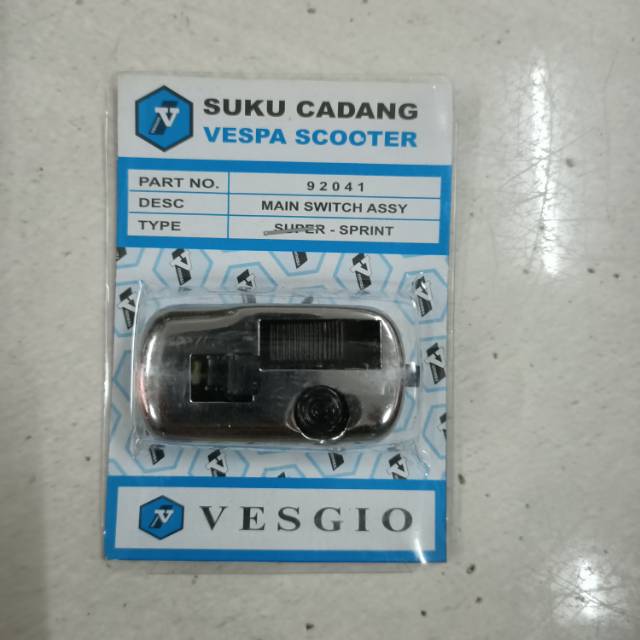 SUKU CADANG
VESPA SCOOTER
PART NO. 92041
DESC MAIN SWITCH ASSY
TYPE SUPER - SPRINT
VESGIO